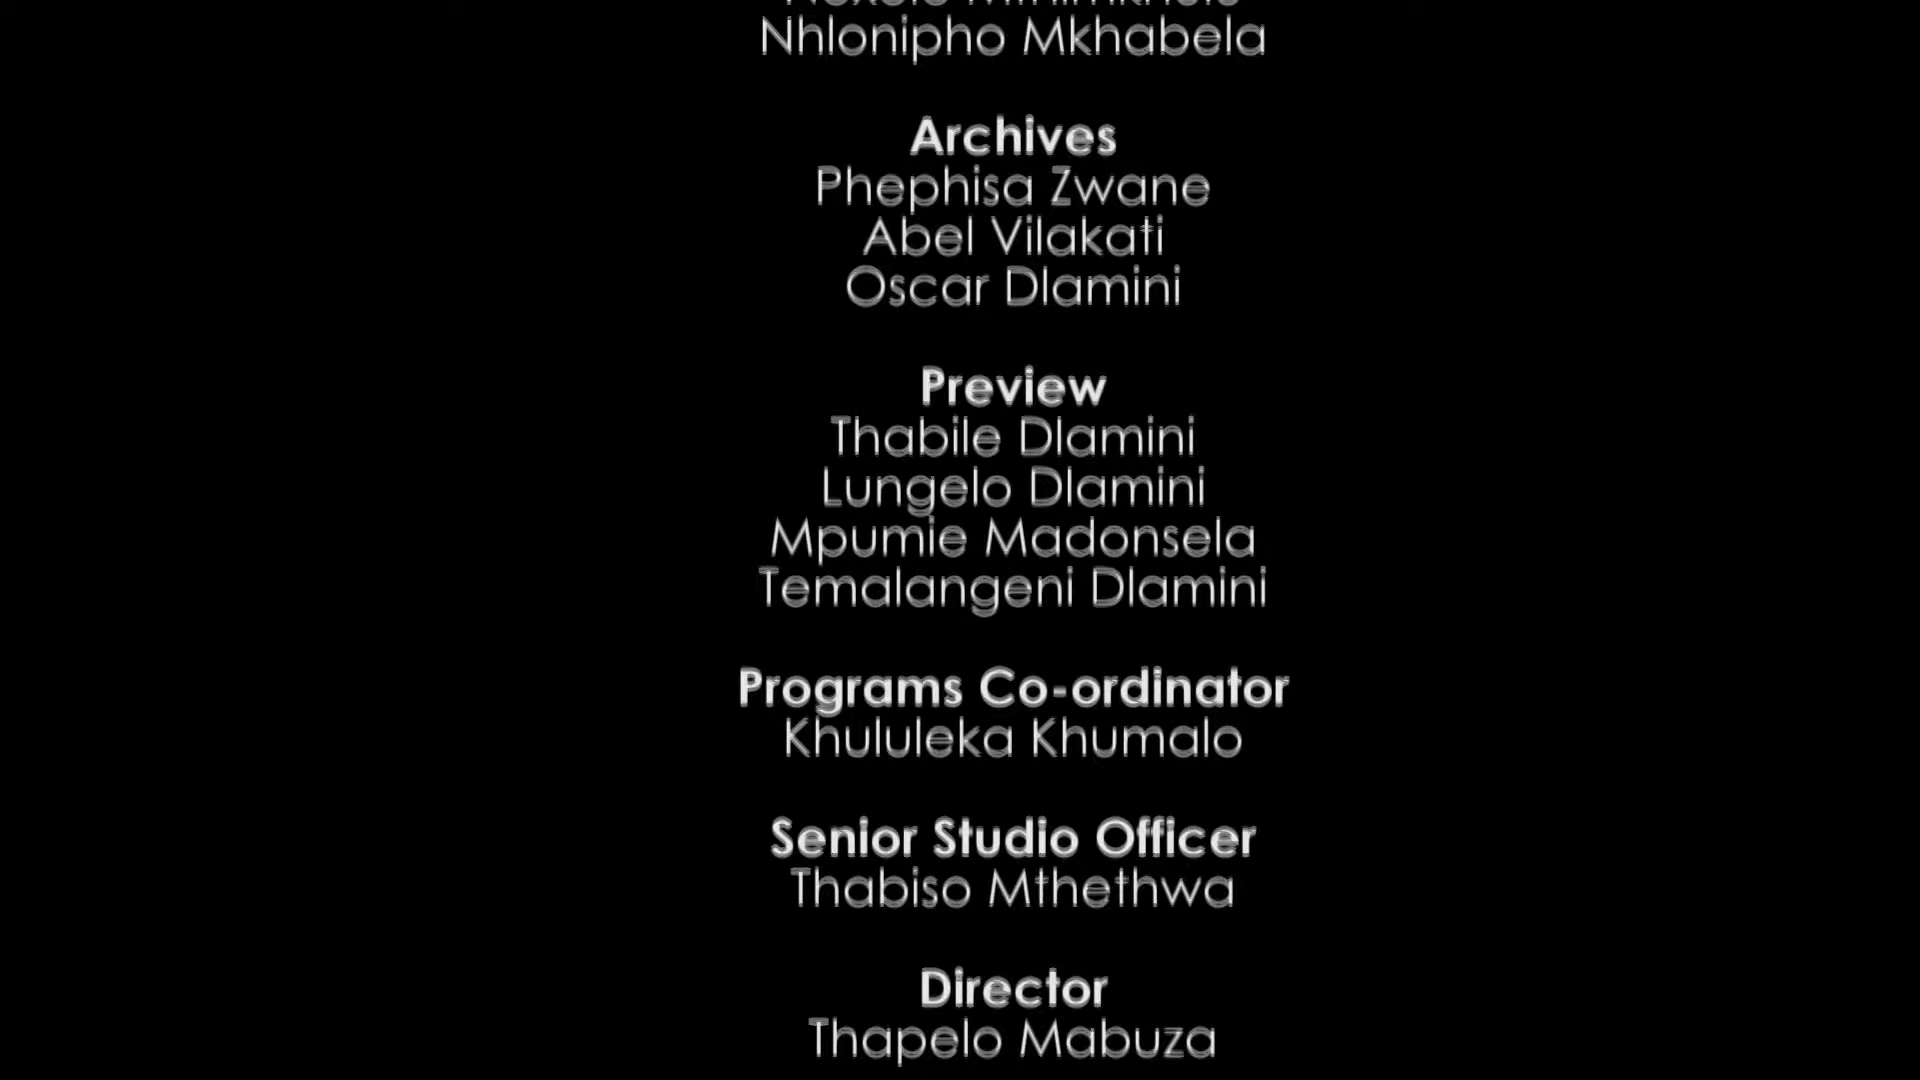 Nhlonipho Mkhabela
Archives
Phephisa Zwane
Abel Vilakati
Oscar Dlamini
Preview
Thabile Dlamini
Lungelo Dlamini
Mpumie Madonsela
Temalangeni Dlamini
Programs Co-ordinator
Khululeka Khumalo
Senior Studio Officer
Thabiso Mthethwa
Director
Thapelo Mabuza